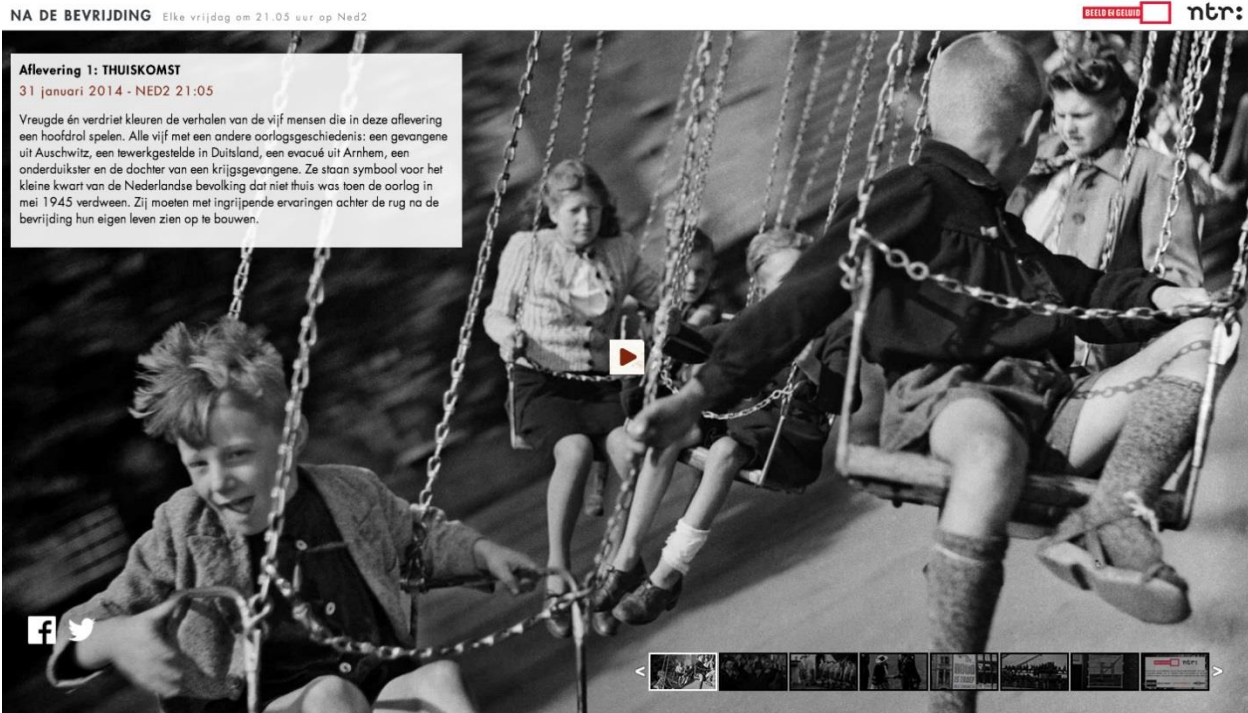 NA DE BEVRIJDING Elke vrijdag om 21.05 uur op Ned2
BEELD EN GELUID
ntr:
Aflevering 1: THUISKOMST
31 januari 2014 - NED2 21:05
Vreugde én verdriet kleuren de verhalen van de vijf mensen die in deze aflevering
een hoofdrol spelen. Alle vijf met een andere oorlogsgeschiedenis: een gevangene
uit Auschwitz, een tewerkgestelde in Duitsland, een evacué uit Arnhem, een
onderduikster en de dochter van een krijgsgevangene. Ze staan symbool voor het
kleine kwart van de Nederlandse bevolking dat niet thuis was toen de oorlog in
mei 1945 verdween. Zij moeten met ingrijpende ervaringen achter de rug na de
bevrijding hun eigen leven zien op te bouwen.